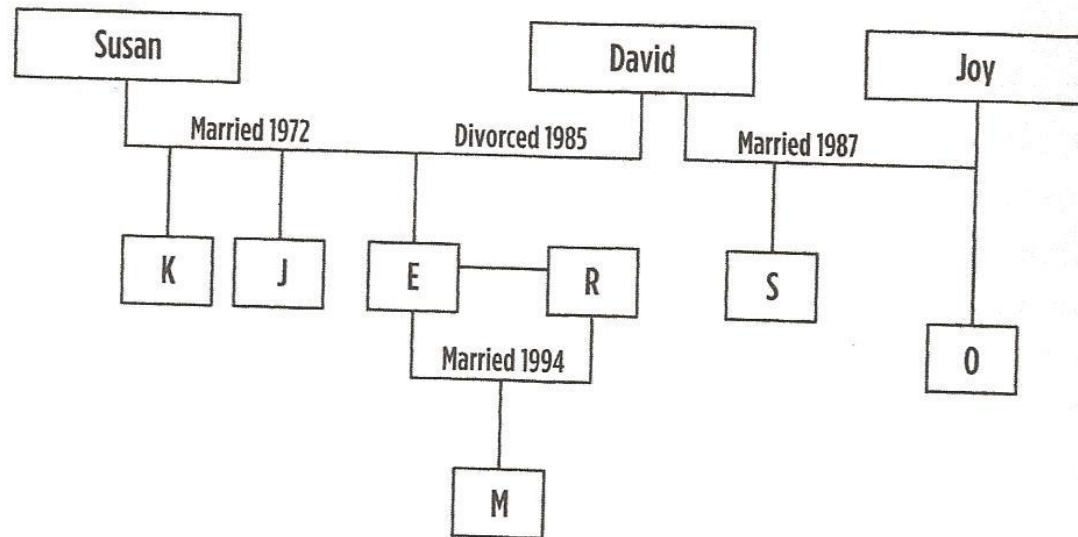 Susan
David
Joy
Married 1972
Divorced 1985
Married 1987
K
J
E
R
S
Married 1994
O
M